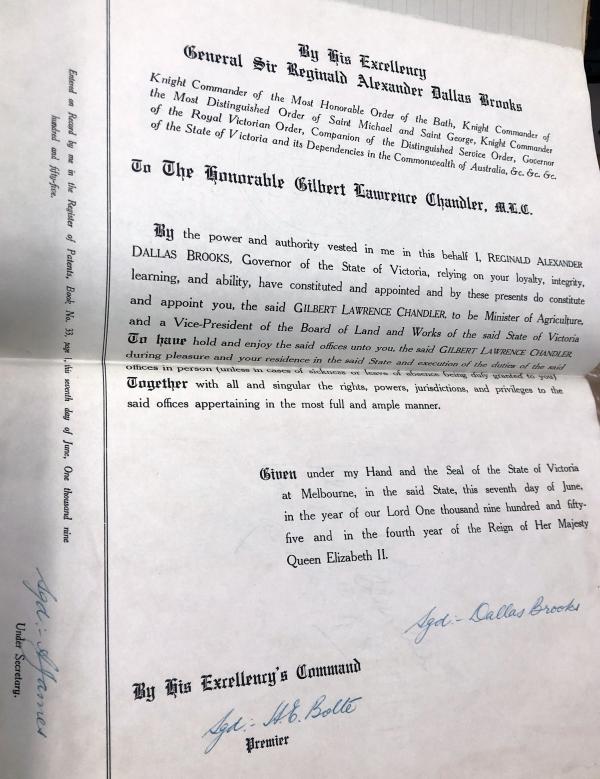 By His Excellency
General Sir Reginald Alexander Dallas Brooks
Knight Commander of the Most Honorable Order of the Bath, Knight Commander of
the Most Distinguished Order of Saint Michael and Saint George, Knight Commander
of the Royal Victorian Order, Companion of the Distinguished Service Order, Governor
of the State of Victoria and its Dependencies in the Commonwealth of Australia, &c. &c. &c.
To The Honorable Gilbert Lawrence Chandler, M.L.C.
By the power and authority vested in me in this behalf I, REGINALD ALEXANDER
DALLAS BROOKS, Governor of the State of Victoria, relying on your loyalty, integrity,
learning, and ability, have constituted and appointed and by these presents do constitute
and appoint you, the said GILBERT LAWRENCE CHANDLER, to be Minister of Agriculture,
and a Vice-President of the Board of Land and Works of the said State of Victoria
To have hold and enjoy the said offices unto you, the said GILBERT LAWRENCE CHANDLER
during pleasure and your residence in the said State and execution of the duties of the said
offices in person (unless in cases of sickness or leave of absence being duly granted to you)
Together with all and singular the rights, powers, jurisdictions, and privileges to the
said offices appertaining in the most full and ample manner.
Given under my Hand and the Seal of the State of Victoria
at Melbourne, in the said State, this seventh day of June,
in the year of our Lord One thousand nine hundred and fifty-
five and in the fourth year of the Reign of Her Majesty
Queen Elizabeth II.
Sgd:- Dallas Brooks
By His Excellency's Command
Sgd:- H.E. Bolte
Premier
Entered on Record by me in the Register of Patents, Book No. 33, page 1, this seventh day of June, One thousand nine
hundred and fifty-five.
Sgd:- James
Under Secretary.